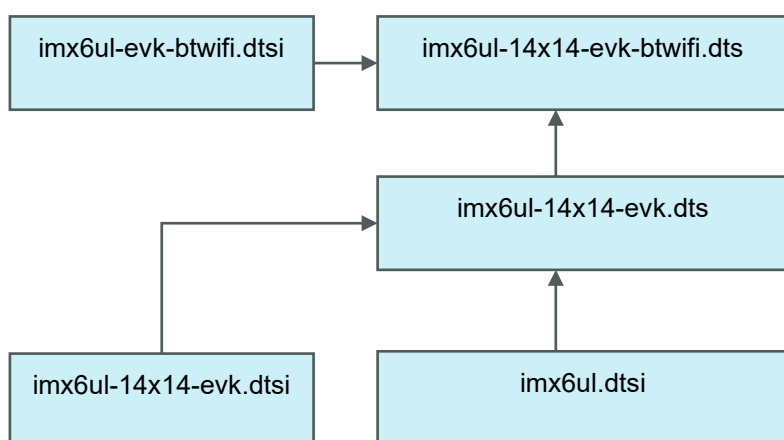 imx6ul-evk-btwifi.dtsi
imx6ul-14x14-evk-btwifi.dts
imx6ul-14x14-evk.dts
imx6ul-14x14-evk.dtsi
imx6ul.dtsi